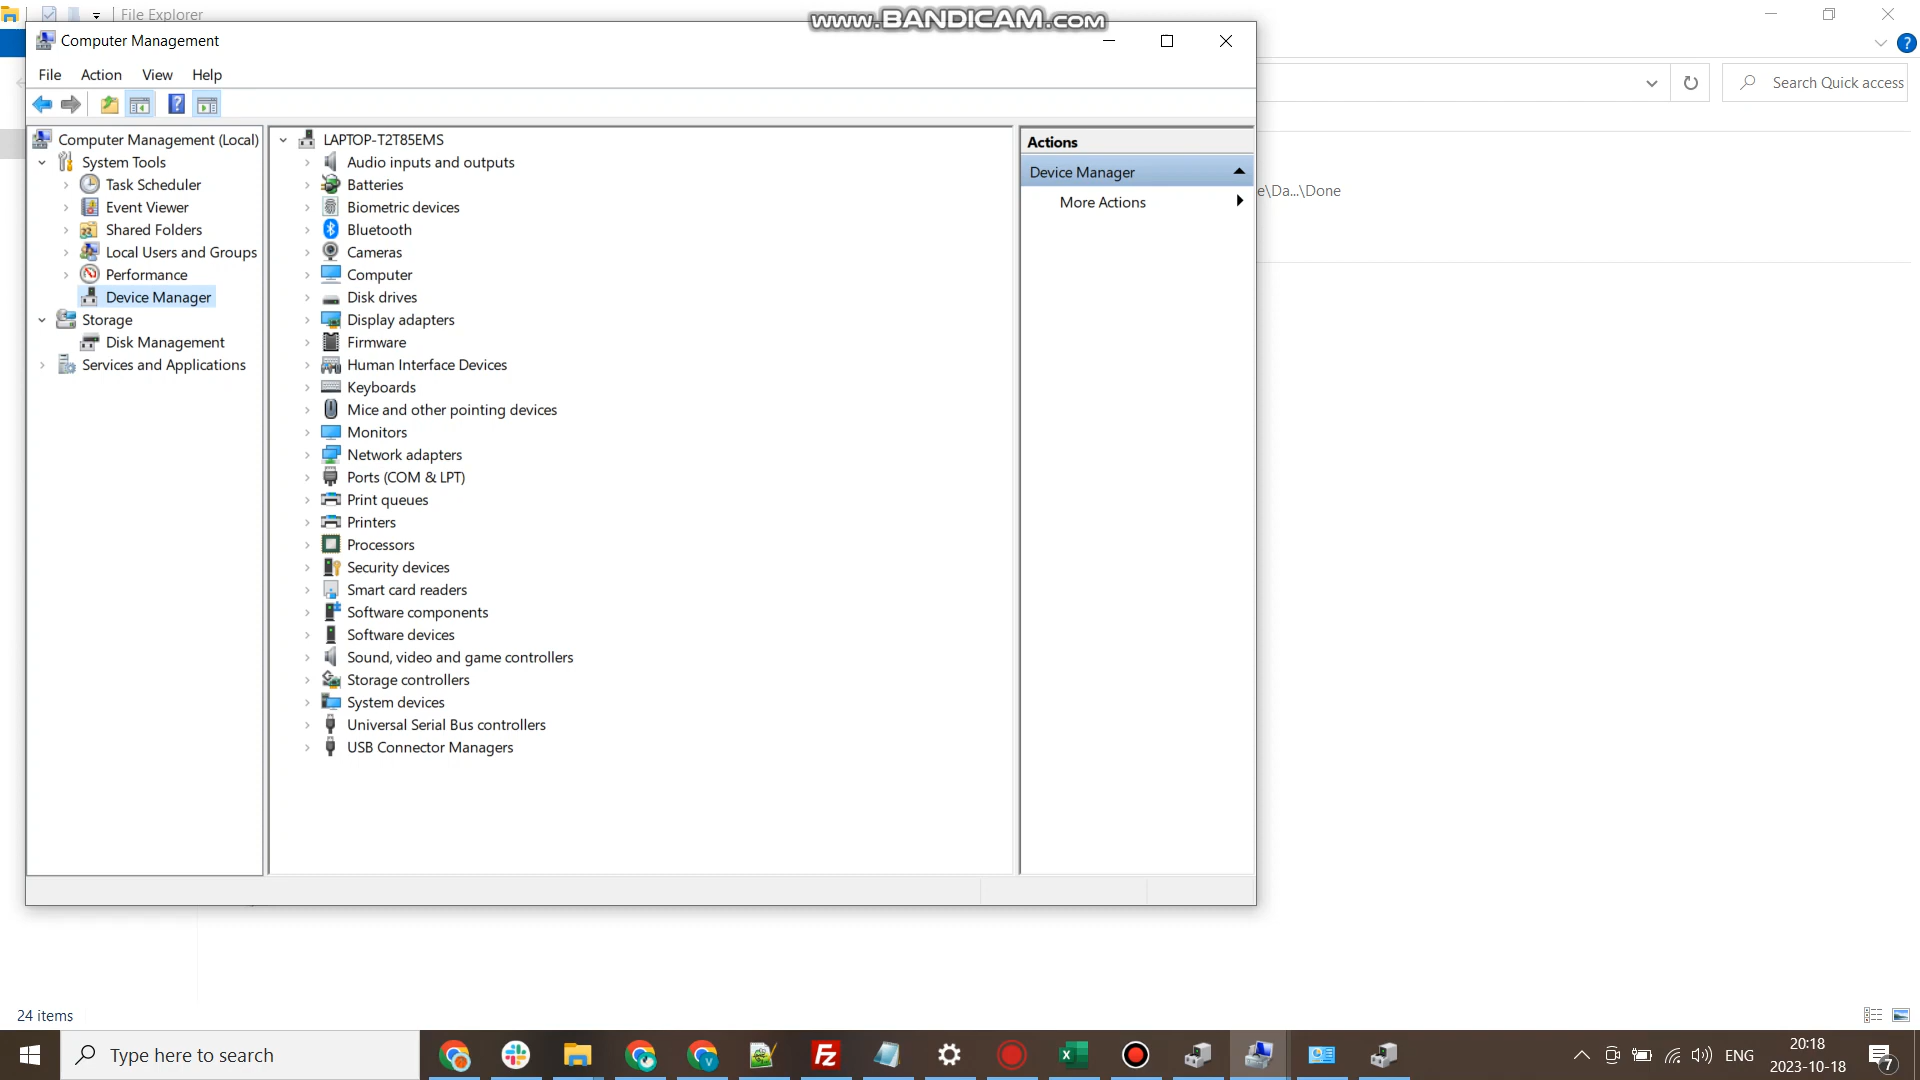 File Explorer
www.BANDICAM.com
Computer Management
File Action View Help
Search Quick access
Computer Management (Local)
System Tools
Task Scheduler
Event Viewer
Shared Folders
Local Users and Groups
Performance
Device Manager
Storage
Disk Management
Services and Applications
LAPTOP-T2T85EMS
Audio inputs and outputs
Batteries
Biometric devices
Bluetooth
Cameras
Computer
Disk drives
Display adapters
Firmware
Human Interface Devices
Keyboards
Mice and other pointing devices
Monitors
Network adapters
Ports (COM & LPT)
Print queues
Printers
Processors
Security devices
Smart card readers
Software components
Software devices
Sound, video and game controllers
Storage controllers
System devices
Universal Serial Bus controllers
USB Connector Managers
Actions
Device Manager
More Actions
e\Da...\Done
24 items
Type here to search
ENG
20:18
2023-10-18
7